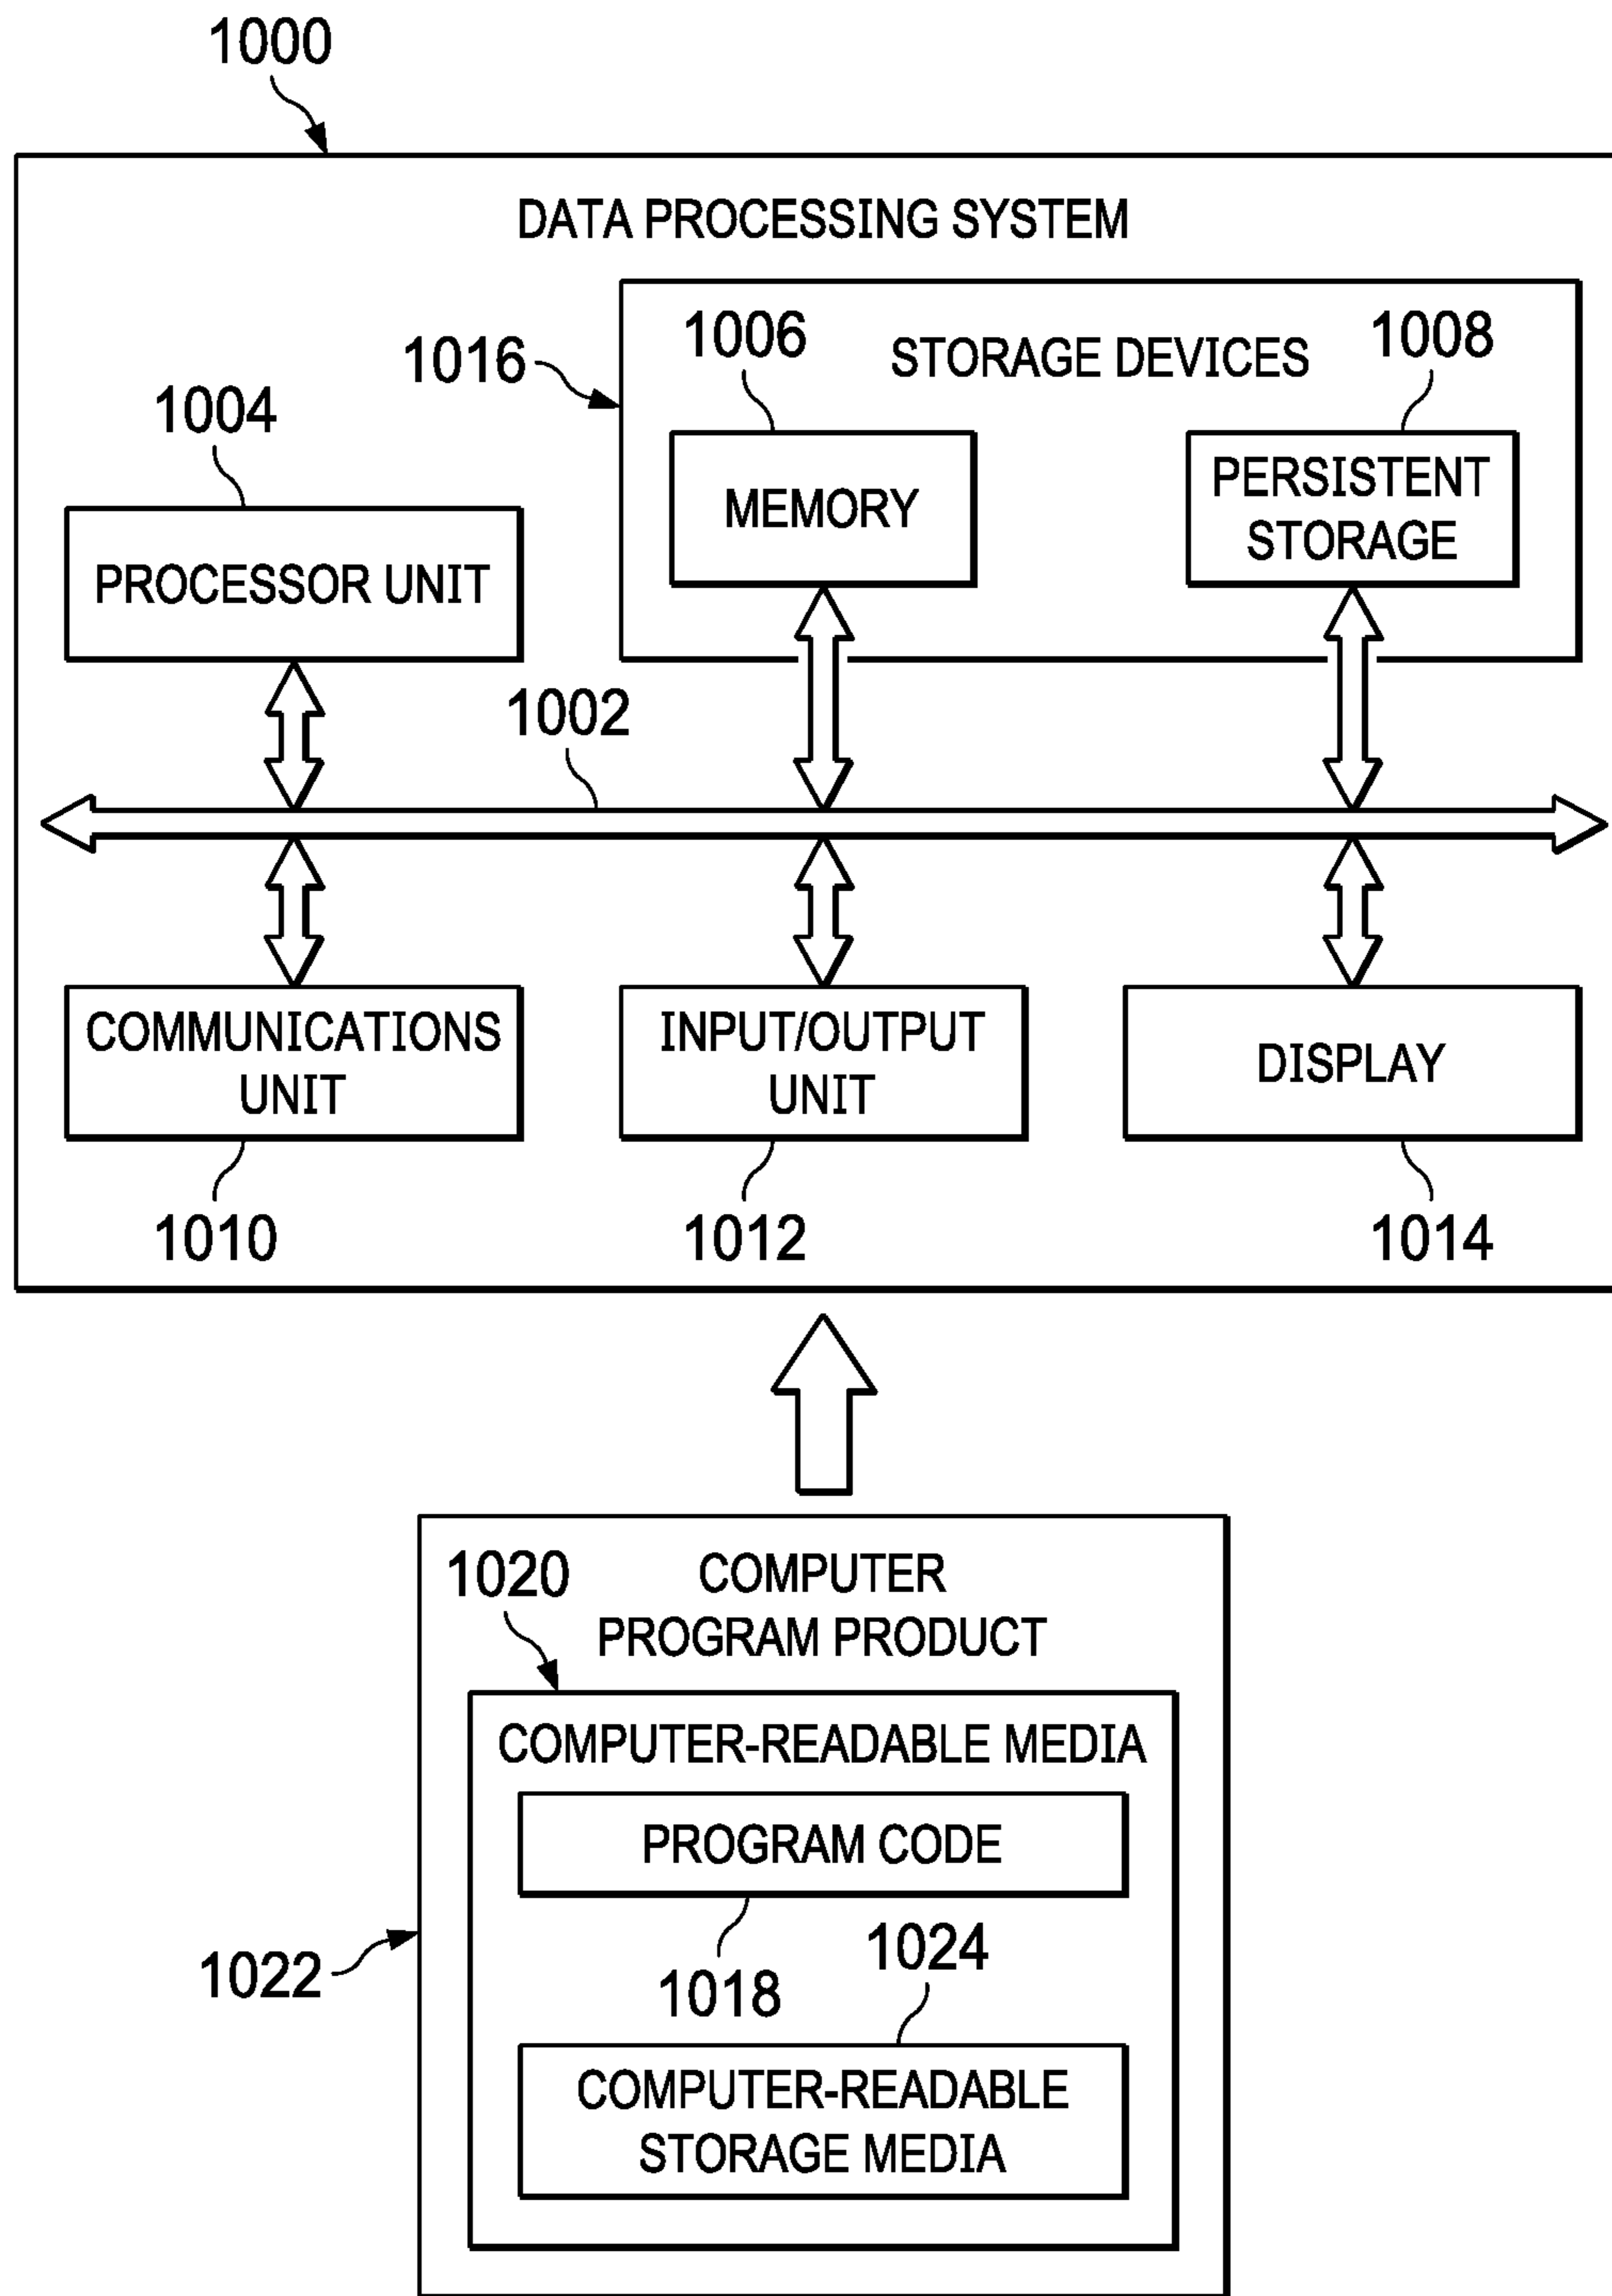 1000
DATA PROCESSING SYSTEM
1016
1006
STORAGE DEVICES
1008
1004
MEMORY
PERSISTENT
STORAGE
PROCESSOR UNIT
1002
COMMUNICATIONS
UNIT
INPUT/OUTPUT
UNIT
DISPLAY
1010
1012
1014
1020
COMPUTER
PROGRAM PRODUCT
COMPUTER-READABLE MEDIA
PROGRAM CODE
1022
1018
1024
COMPUTER-READABLE
STORAGE MEDIA